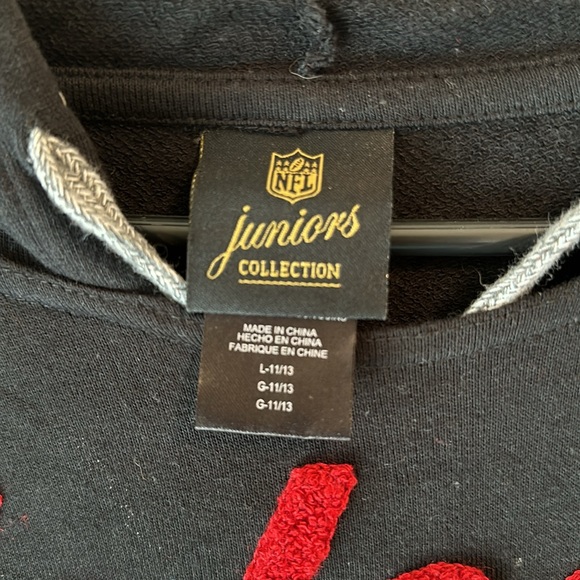 NFL
juniors
COLLECTION
MADE IN CHINA
HECHO EN CHINA
FABRIQUE EN CHINE
L-11/13
G-11/13
G-11/13